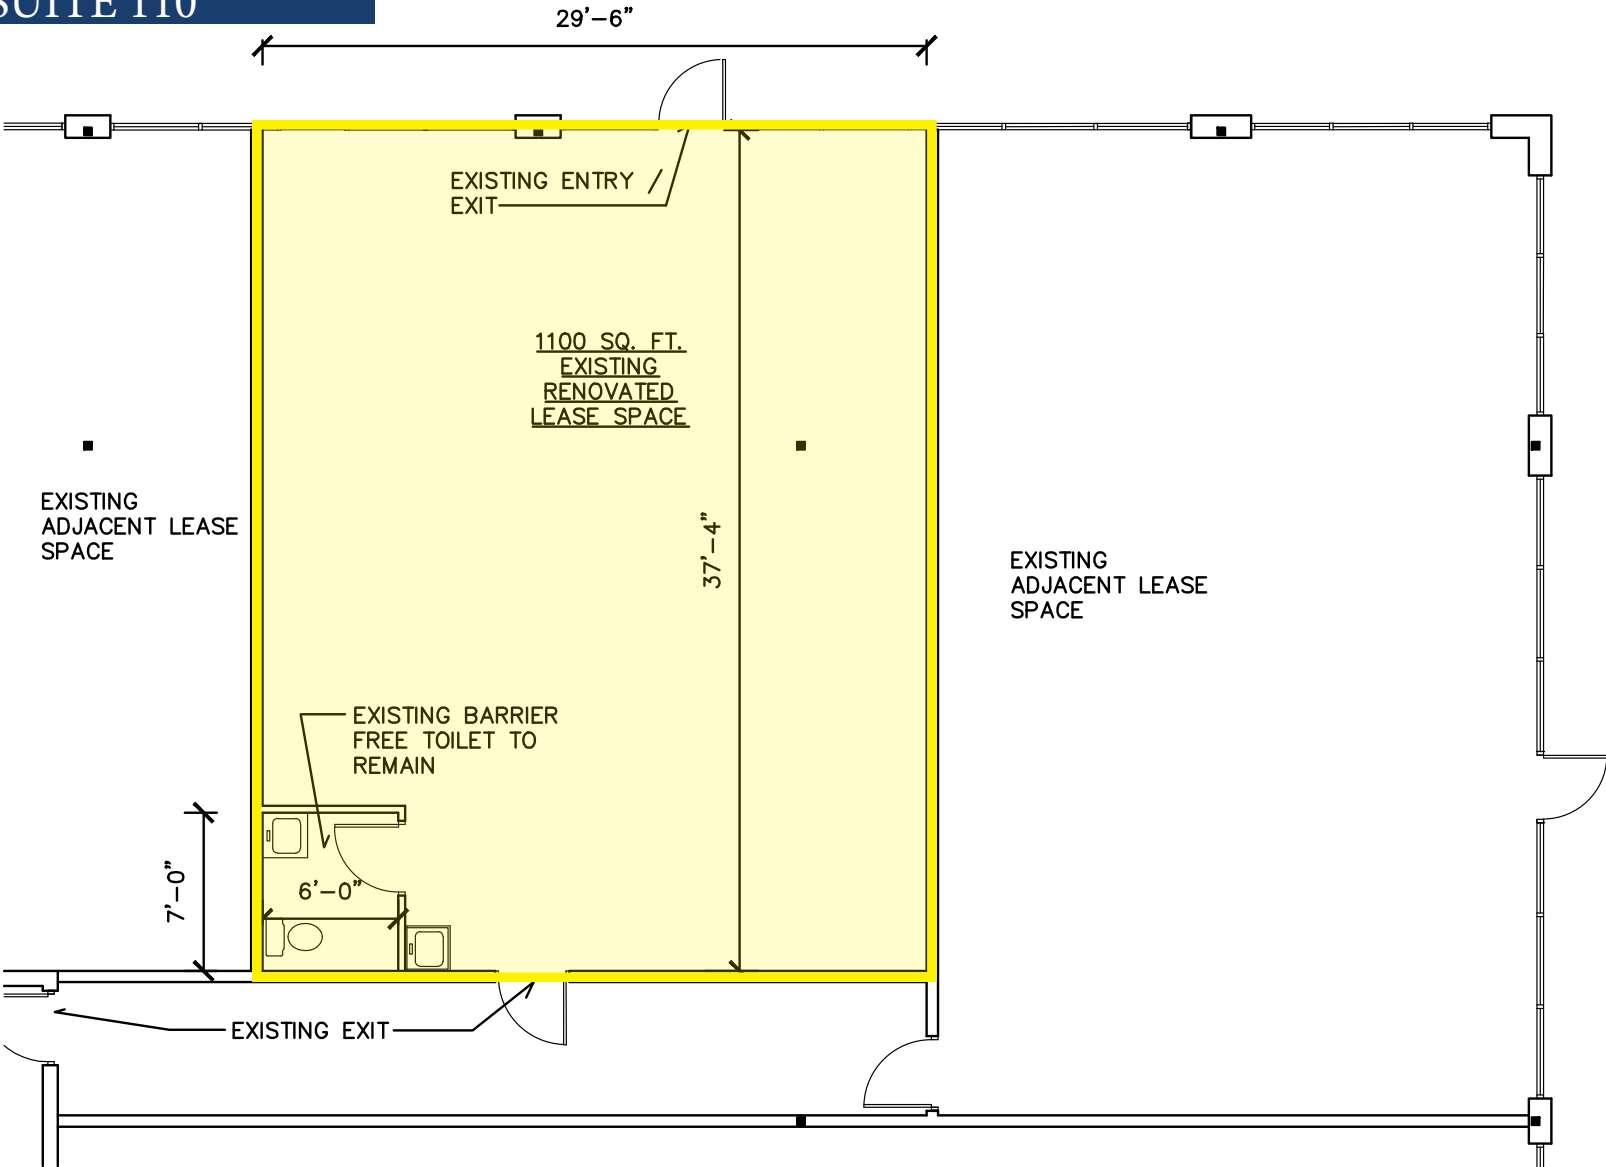 SUITE 110
29'-6"
EXISTING ENTRY /
EXIT
1100 SQ. FT.
EXISTING
RENOVATED
LEASE SPACE
37'-4"
EXISTING
ADJACENT LEASE
SPACE
EXISTING
ADJACENT LEASE
SPACE
EXISTING BARRIER
FREE TOILET TO
REMAIN
7'-0"
6'-0"
EXISTING EXIT